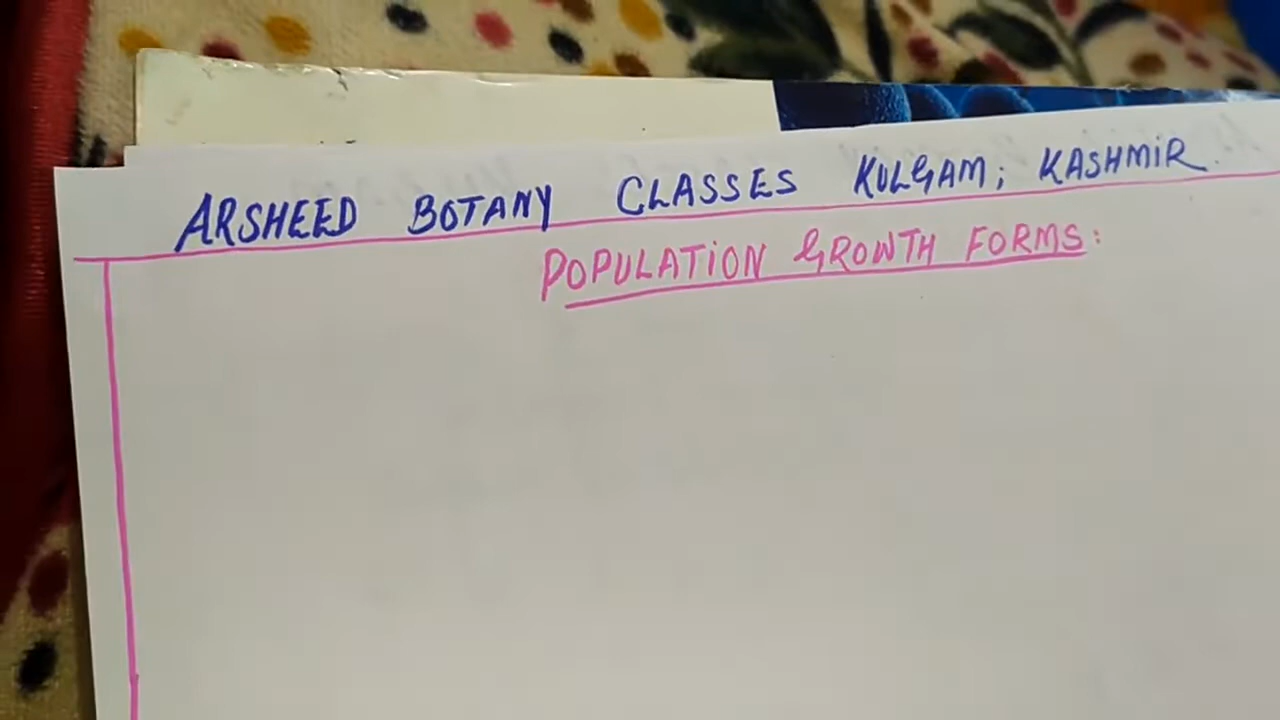 ARSHEED BOTANY CLASSES KULGAM; KASHMIR.
POPULATION GROWTH FORMS: